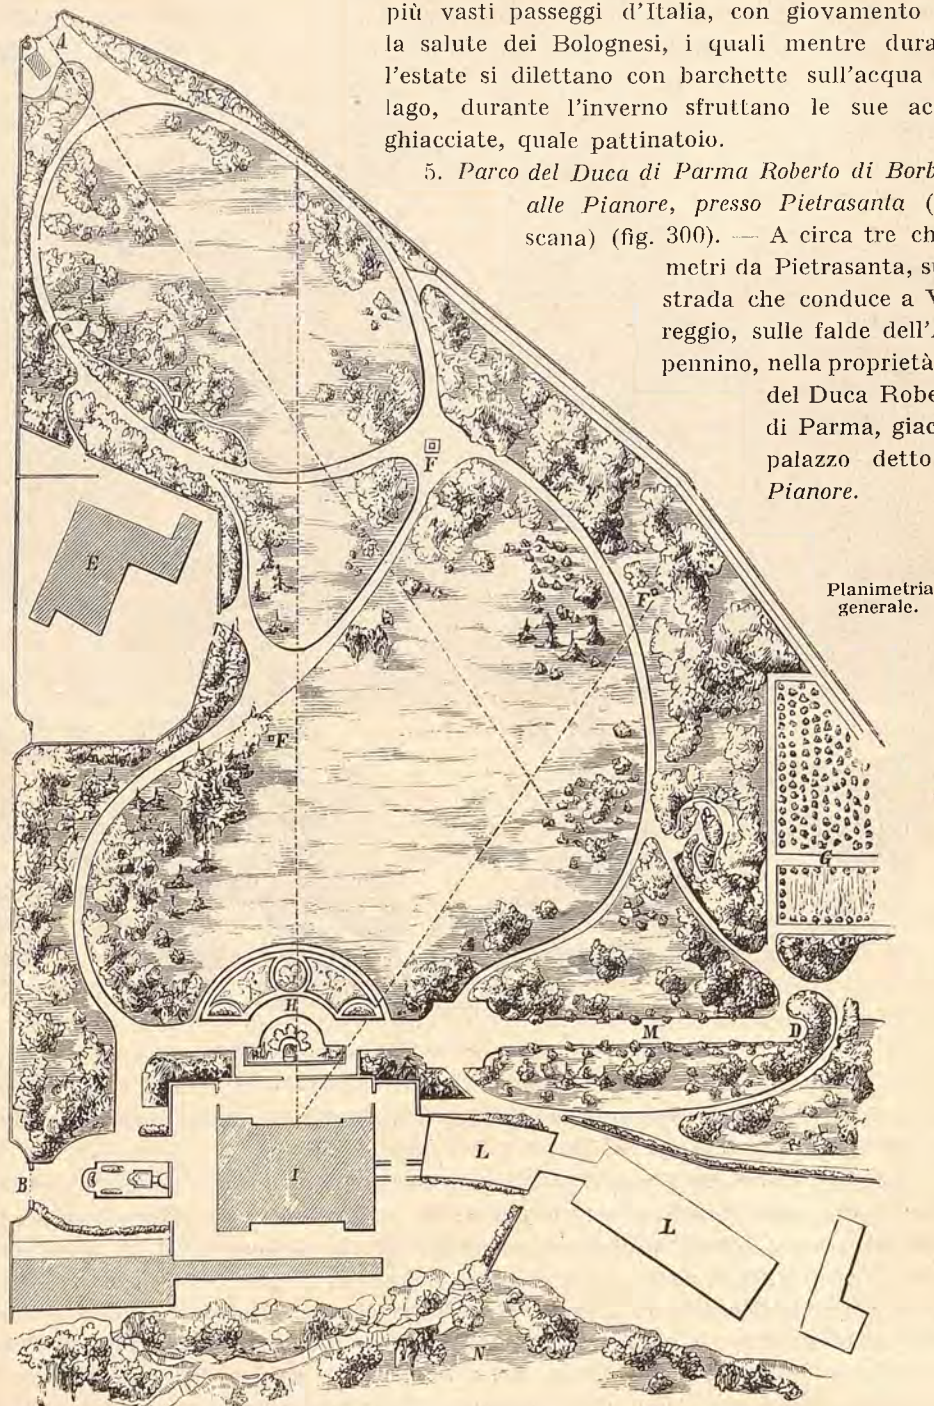 più vasti passeggi d'Italia, con giovamento
la salute dei Bolognesi, i quali mentre dura
l'estate si dilettano con barchette sull'acqua
lago, durante l'inverno sfruttano le sue ac
ghiacciate, quale pattinatoio.
5. Parco del Duca di Parma Roberto di Borb
alle Pianore, presso Pietrasanta (
scana) (fig. 300). — A circa tre ch
metri da Pietrasanta, s
strada che conduce a V
reggio, sulle falde dell'
pennino, nella proprietà
del Duca Robe
di Parma, giac
palazzo detto
Pianore.
Planimetria
generale.
A
F
E
F
F
G
H
M
D
B
I
L
L
N